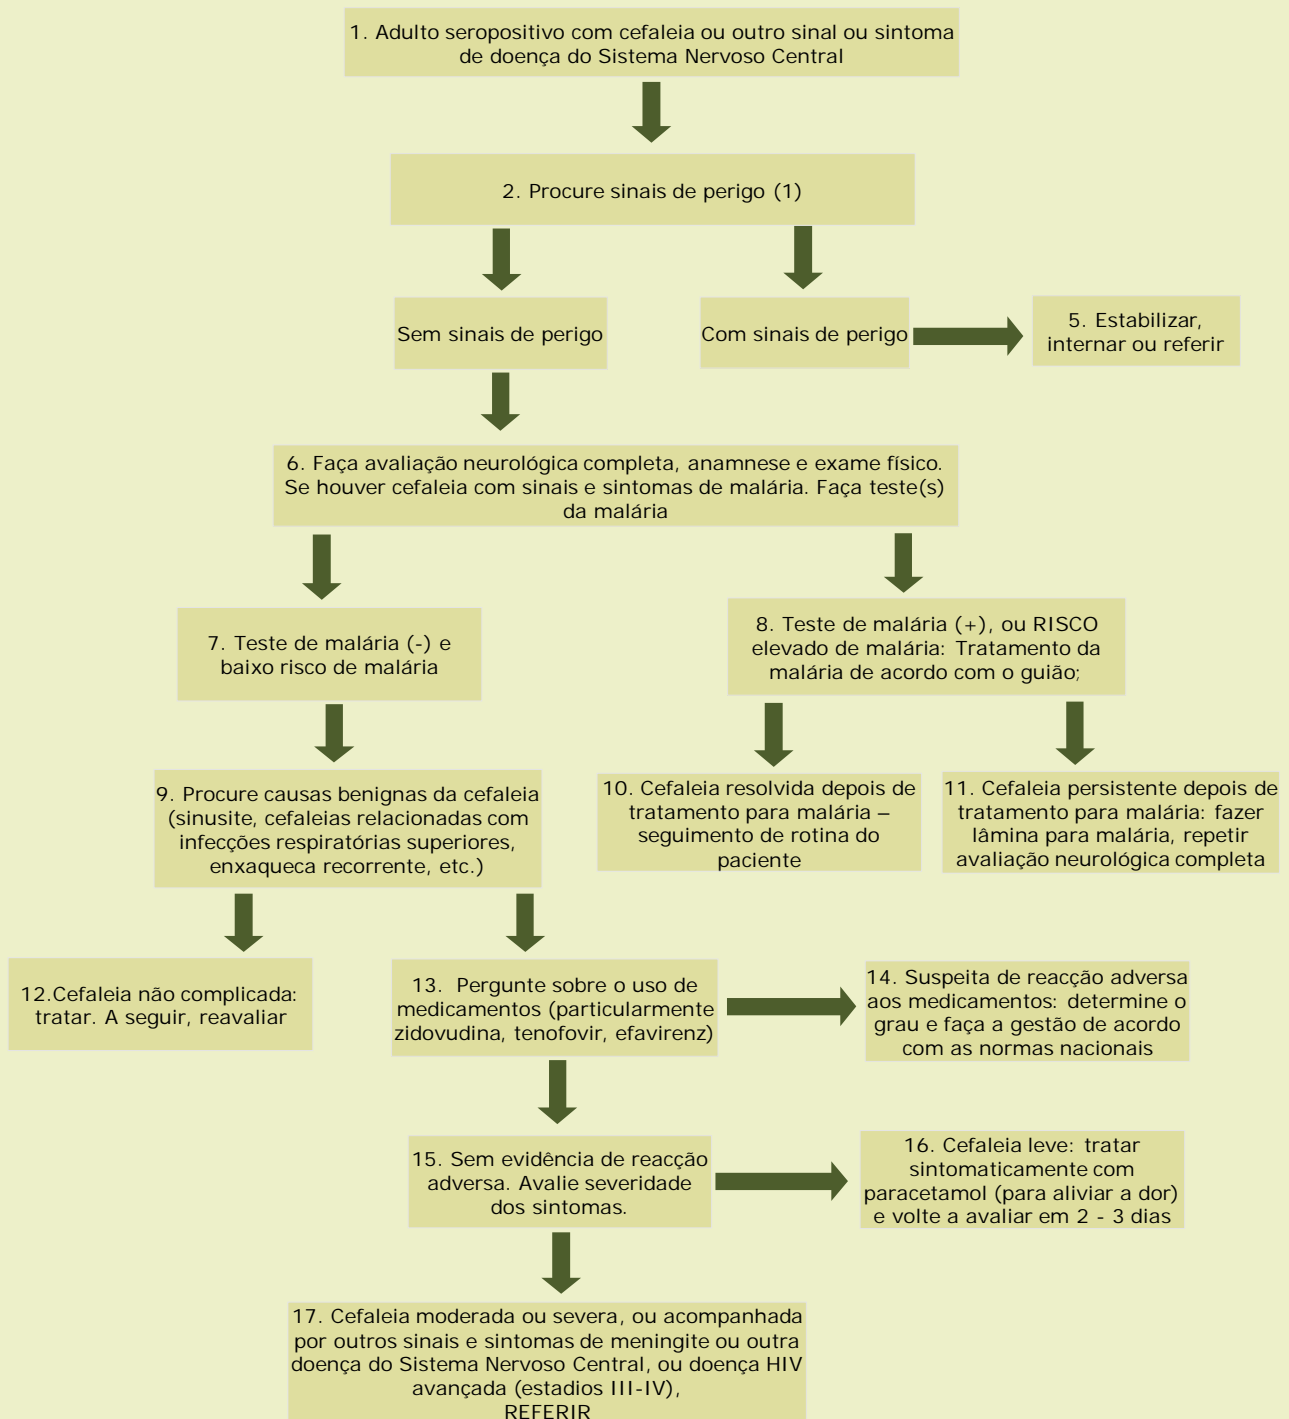 1. Adulto seropositivo com cefaleia ou outro sinal ou sintoma
de doença do Sistema Nervoso Central
2. Procure sinais de perigo (1)
Sem sinais de perigo
Com sinais de perigo
5. Estabilizar,
internar ou referir
6. Faça avaliação neurológica completa, anamnese e exame físico.
Se houver cefaleia com sinais e sintomas de malária. Faça teste(s)
da malária
7. Teste de malária (-) e
baixo risco de malária
8. Teste de malária (+), ou RISCO
elevado de malária: Tratamento da
malária de acordo com o guião;
9. Procure causas benignas da cefaleia
(sinusite, cefaleias relacionadas com
infecções respiratórias superiores,
enxaqueca recorrente, etc.)
10. Cefaleia resolvida depois de
tratamento para malária –
seguimento de rotina do
paciente
11. Cefaleia persistente depois de
tratamento para malária: fazer
lâmina para malária, repetir
avaliação neurológica completa
12.Cefaleia não complicada:
tratar. A seguir, reavaliar
13. Pergunte sobre o uso de
medicamentos (particularmente
zidovudina, tenofovir, efavirenz)
14. Suspeita de reacção adversa
aos medicamentos: determine o
grau e faça a gestão de acordo
com as normas nacionais
15. Sem evidência de reacção
adversa. Avalie severidade
dos sintomas.
16. Cefaleia leve: tratar
sintomaticamente com
paracetamol (para aliviar a dor)
e volte a avaliar em 2 - 3 dias
17. Cefaleia moderada ou severa, ou acompanhada
por outros sinais e sintomas de meningite ou outra
doença do Sistema Nervoso Central, ou doença HIV
avançada (estadios III-IV),
REFERIR